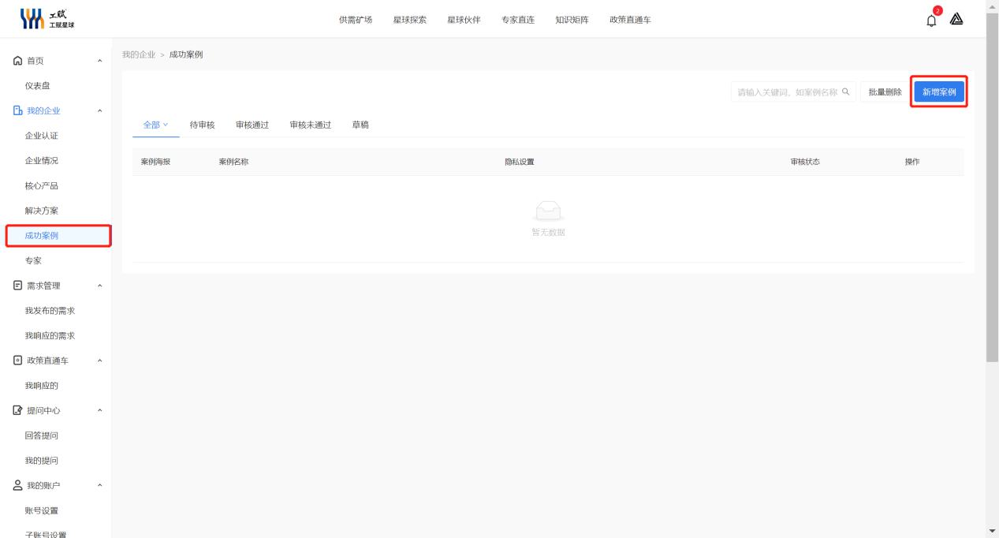 工赋
工赋星球
供需矿场 星球探索 星球伙伴 专家直连 知识矩阵 政策直通车
2
首页
仪表盘
我的企业
企业认证
企业情况
核心产品
解决方案
成功案例
专家
需求管理
我发布的需求
我响应的需求
政策直通车
我响应的
提问中心
回答提问
我的提问
我的账户
账号设置
子账号设置
我的企业 > 成功案例
请输入关键词，如案例名称 批量删除 新增案例
全部 待审核 审核通过 审核未通过 草稿
案例海报 案例名称 隐私设置 审核状态 操作
暂无数据